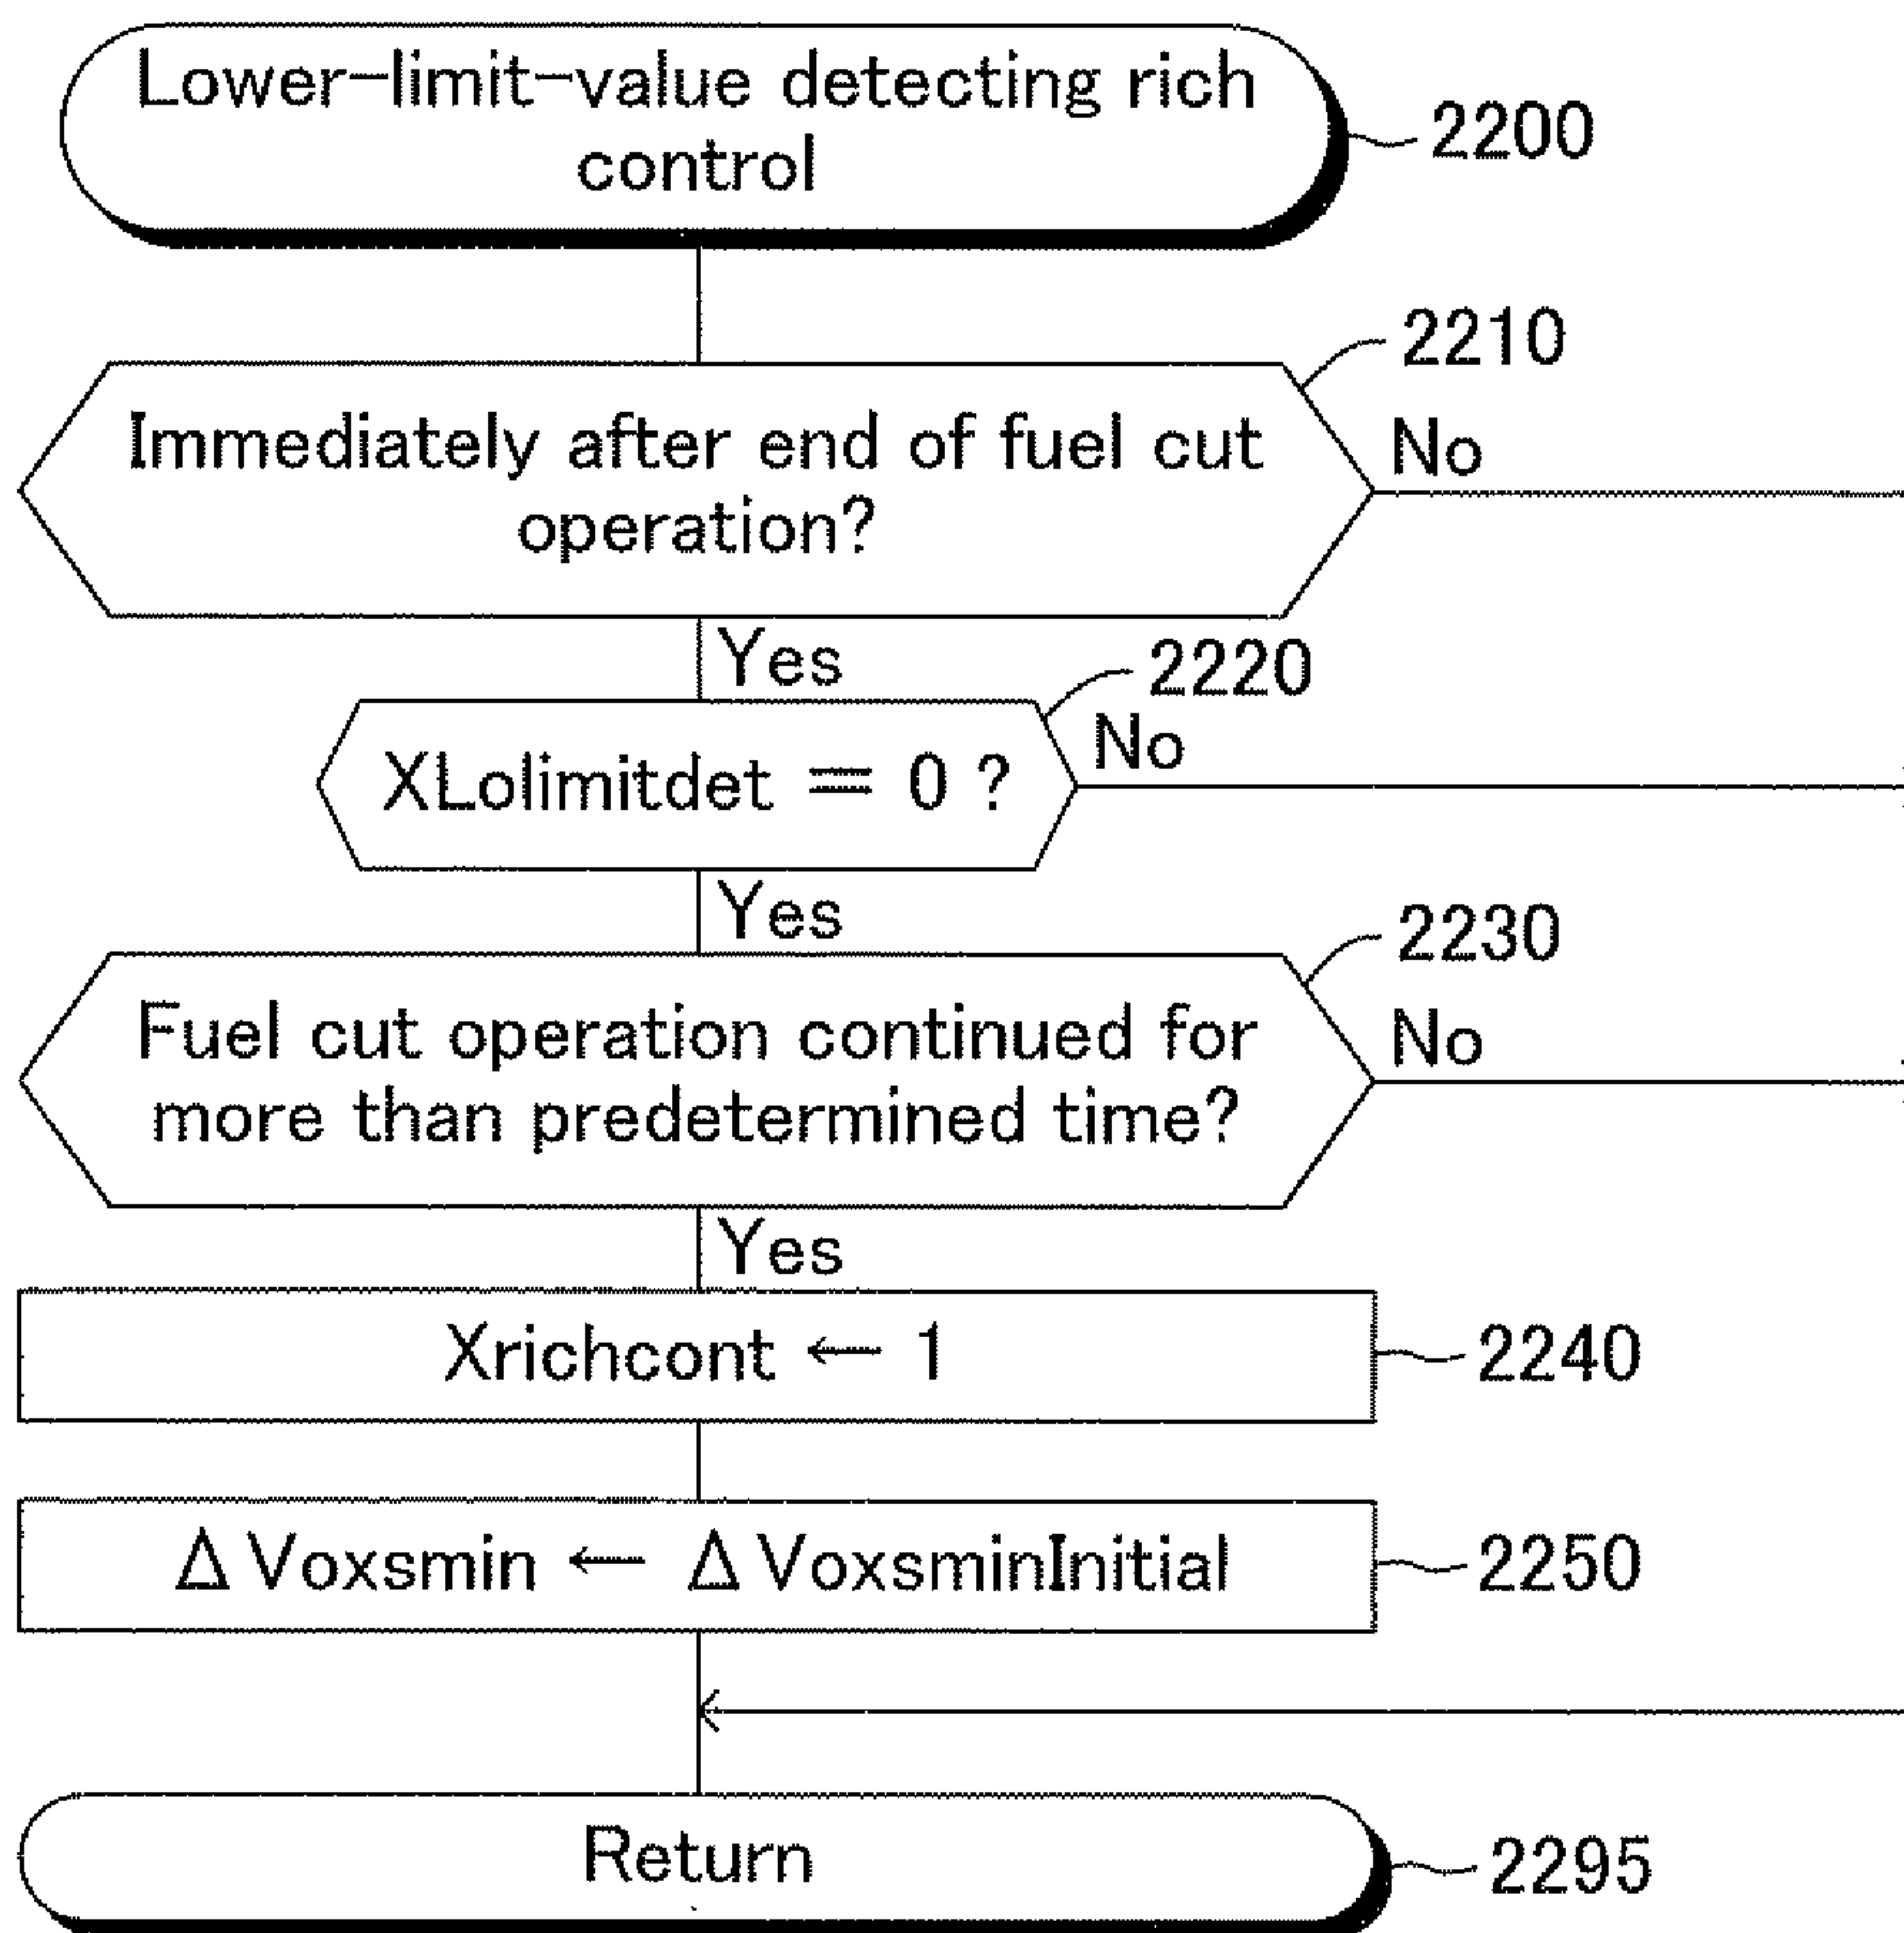 Lower-limit-value detecting rich
control
2200
2210
Immediately after end of fuel cut
operation?
No
Yes
2220
XLolimitdet = 0 ?
No
Yes
2230
Fuel cut operation continued for
more than predetermined time?
No
Yes
Xrichcont ← 1
2240
Δ Voxsmin ← Δ VoxsminInitial
2250
Return
2295